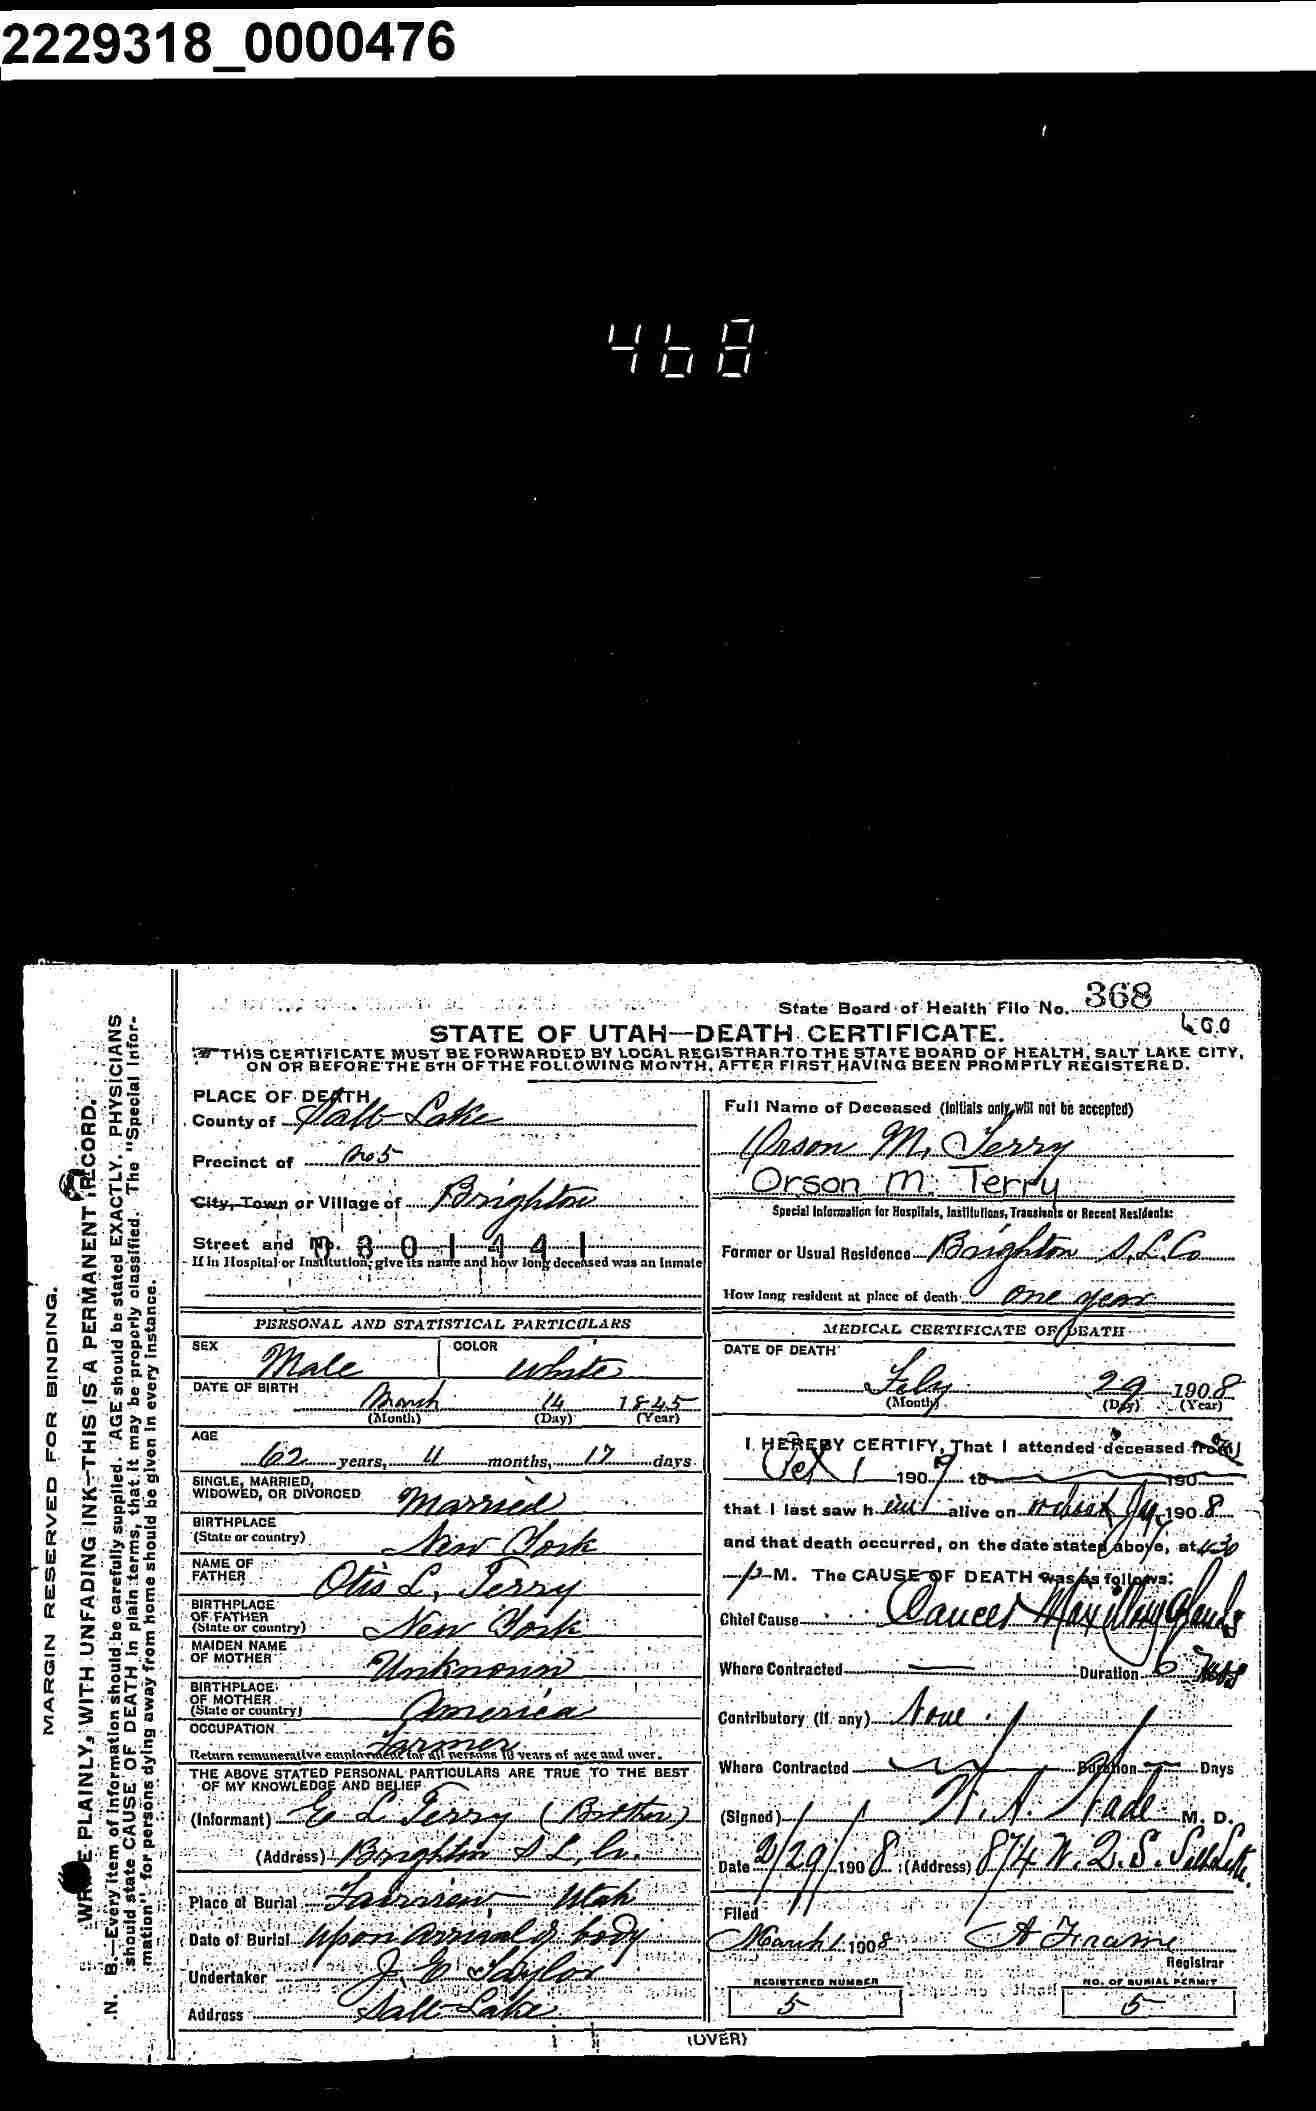 2229318_0000476
468
State Board of Health File No. 368
STATE OF UTAH—DEATH CERTIFICATE.
THIS CERTIFICATE MUST BE FORWARDED BY LOCAL REGISTRAR TO THE STATE BOARD OF HEALTH, SALT LAKE CITY,
ON OR BEFORE THE 5TH OF THE FOLLOWING MONTH, AFTER FIRST HAVING BEEN PROMPTLY REGISTERED.
MARGIN RESERVED FOR BINDING.
WRITE PLAINLY, WITH UNFADING INK—THIS IS A PERMANENT RECORD.
N. B.—Every item of information should be carefully supplied. AGE should be stated EXACTLY. PHYSICIANS
should state CAUSE OF DEATH in plain terms, that it may be properly classified. The "Special Infor-
mation" for persons dying away from home should be given in every instance.
PLACE OF DEATH
County of Salt Lake
Precinct of No 5
City, Town or Village of Brighton
Street and No. 0801441
If in Hospital or Institution, give its name and how long deceased was an Inmate
PERSONAL AND STATISTICAL PARTICULARS
SEX Male COLOR White
DATE OF BIRTH March 14 1845
(Month) (Day) (Year)
AGE
62 years, 11 months, 17 days
SINGLE, MARRIED,
WIDOWED, OR DIVORCED Married
BIRTHPLACE
(State or country) New York
NAME OF
FATHER Otis L. Terry
BIRTHPLACE
OF FATHER
(State or country) New York
MAIDEN NAME
OF MOTHER Unknown
BIRTHPLACE
OF MOTHER
(State or country) America
OCCUPATION Farmer
Return remunerative employment for all persons 10 years of age and over.
THE ABOVE STATED PERSONAL PARTICULARS ARE TRUE TO THE BEST
OF MY KNOWLEDGE AND BELIEF
(Informant) E L Terry (Brother)
(Address) Brighton S L Co.
Place of Burial Fairview Utah
Date of Burial Upon arrival of body
Undertaker J. E. Taylor
Address Salt Lake
Full Name of Deceased (Initials only will not be accepted)
Orson M. Terry
Orson M. Terry
Special Information for Hospitals, Institutions, Transients or Recent Residents:
Former or Usual Residence Brighton S. L. Co
How long resident at place of death one year
MEDICAL CERTIFICATE OF DEATH
DATE OF DEATH
Feby 29 1908
(Month) (Day) (Year)
I HEREBY CERTIFY, That I attended deceased from
Oct 1 1907 to 190
that I last saw him alive on 1908
and that death occurred, on the date stated above, at 4:30
P M. The CAUSE OF DEATH was as follows:
Chief Cause Cancer Maxillary Glands
Where Contracted — Duration 6
Contributory (if any) None
Where Contracted Duration Days
(Signed) W. A. Wade M. D.
Date 2/29/1908 (Address) 874 W. 2. S. Salt Lake.
Filed
March 1 1908 A Frame
Registrar
REGISTERED NUMBER NO. OF BURIAL PERMIT
5 5
(OVER)